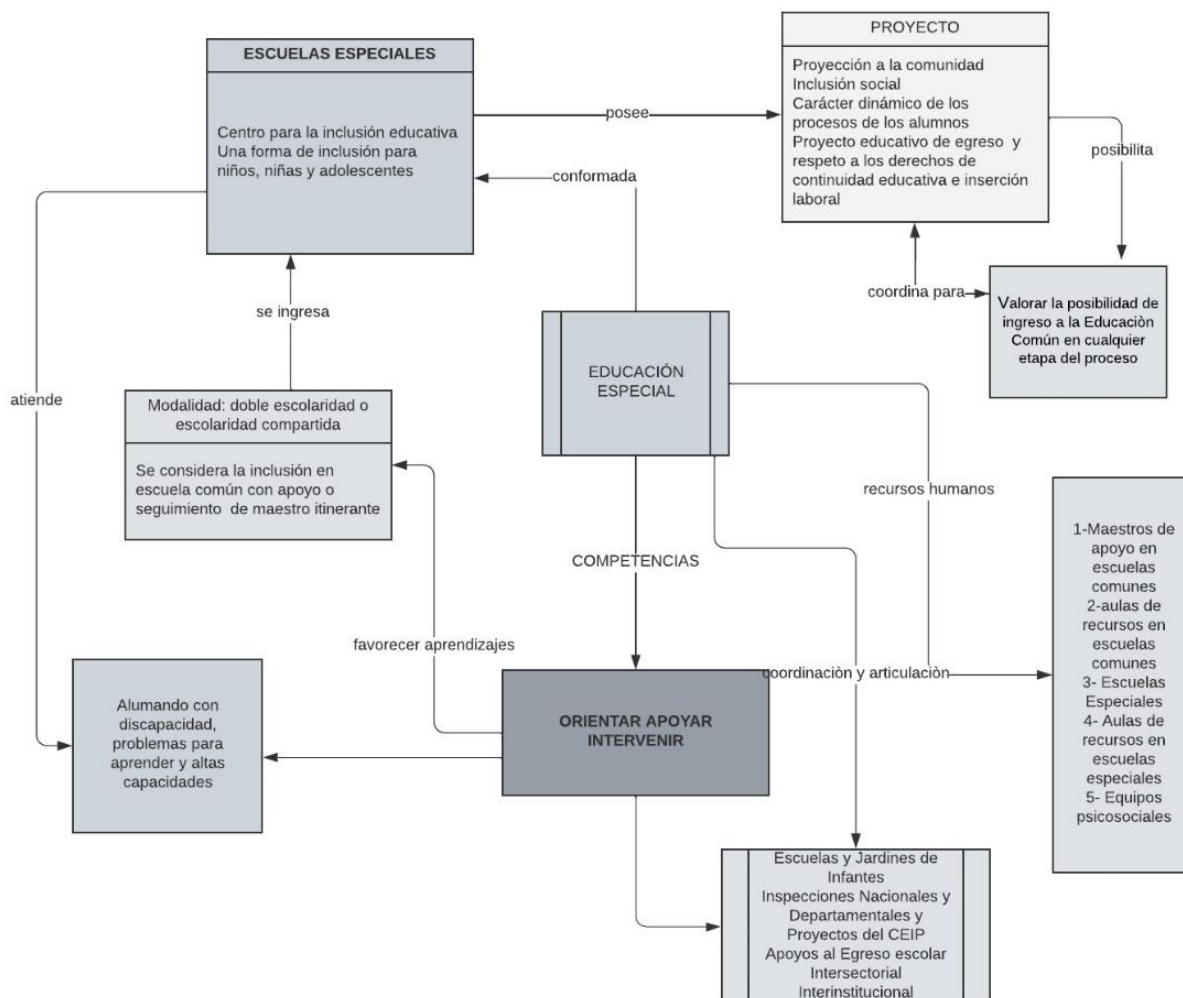 PROYECTO
Proyección a la comunidad
Inclusión social
Carácter dinámico de los
procesos de los alumnos
Proyecto educativo de egreso y
respeto a los derechos de
continuidad educativa e inserción
laboral
ESCUELAS ESPECIALES
Centro para la inclusión educativa
Una forma de inclusión para
niños, niñas y adolescentes
posee
posibilita
conformada
coordina para
Valorar la posibilidad de
ingreso a la Educaciòn
Común en cualquier
etapa del proceso
se ingresa
EDUCACIÓN
ESPECIAL
atiende
Modalidad: doble escolaridad o
escolaridad compartida
Se considera la inclusión en
escuela común con apoyo o
seguimiento de maestro itinerante
recursos humanos
COMPETENCIAS
1-Maestros de
apoyo en
escuelas
comunes
2-aulas de
recursos en
escuelas
comunes
3- Escuelas
Especiales
4- Aulas de
recursos en
escuelas
especiales
5- Equipos
psicosociales
favorecer aprendizajes
coordinaciòn y articulaciòn
ORIENTAR APOYAR
INTERVENIR
Alumando con
discapacidad,
problemas para
aprender y altas
capacidades
Escuelas y Jardines de
Infantes
Inspecciones Nacionales y
Departamentales y
Proyectos del CEIP
Apoyos al Egreso escolar
Intersectorial
Interinstitucional